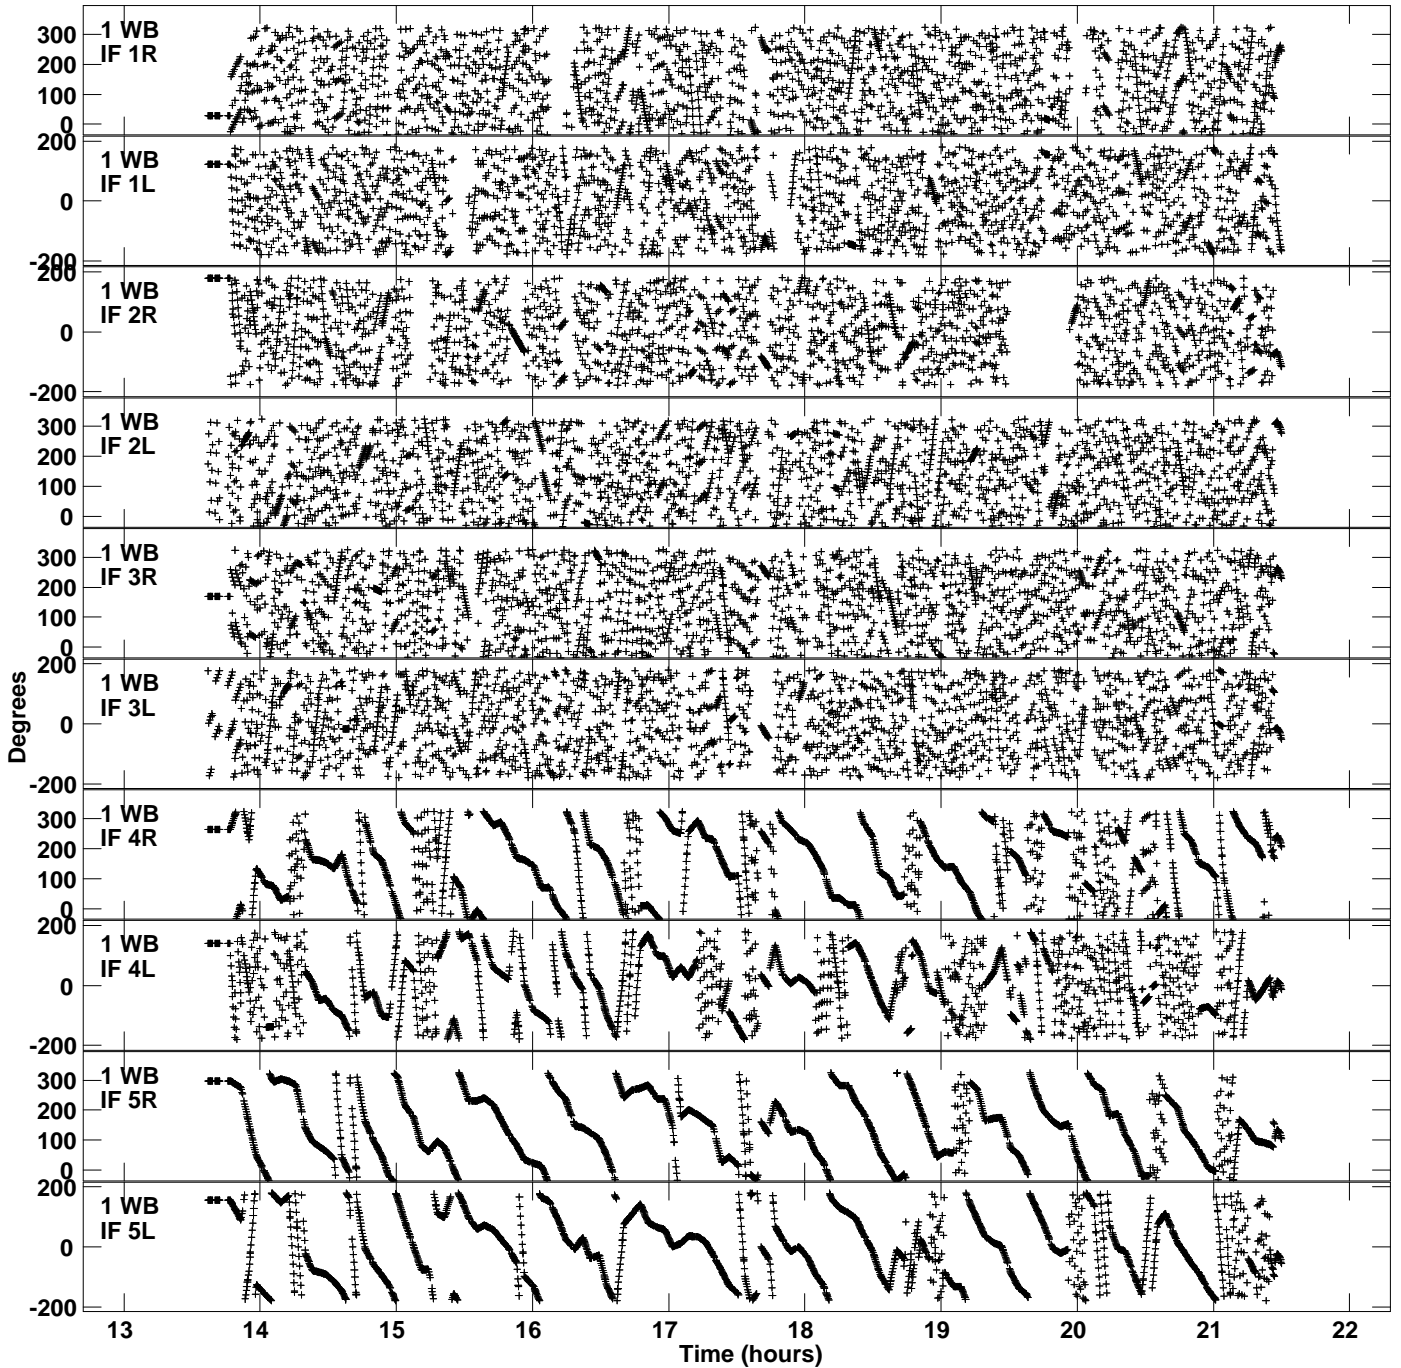 1 WB
IF 1R
300
200
100
0
1 WB
IF 1L
200
0
-200
1 WB
IF 2R
200
0
-200
1 WB
IF 2L
300
200
100
0
1 WB
IF 3R
300
200
100
0
1 WB
IF 3L
200
0
-200
Degrees
1 WB
IF 4R
300
200
100
0
1 WB
IF 4L
200
0
-200
1 WB
IF 5R
300
200
100
0
1 WB
IF 5L
200
0
-200
13 14 15 16 17 18 19 20 21 22
Time (hours)